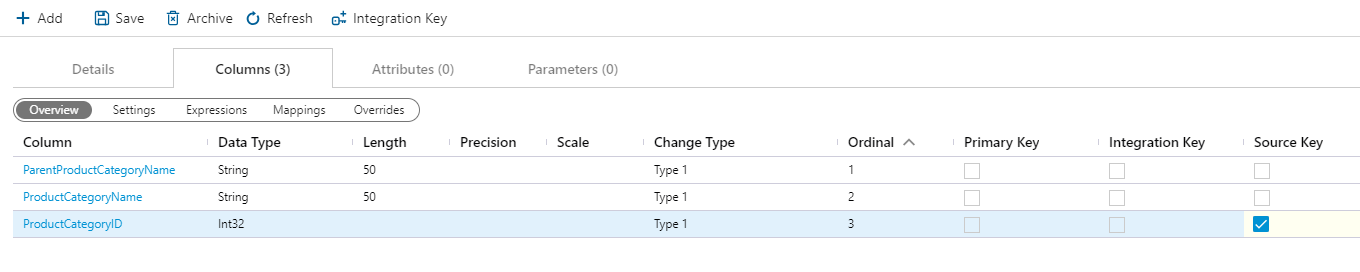 Add Save Archive Refresh Integration Key
Details Columns (3) Attributes (0) Parameters (0)
Overview Settings Expressions Mappings Overrides
Column Data Type Length Precision Scale Change Type Ordinal Primary Key Integration Key Source Key
ParentProductCategoryName String 50 Type 1 1
ProductCategoryName String 50 Type 1 2
ProductCategoryID Int32 Type 1 3